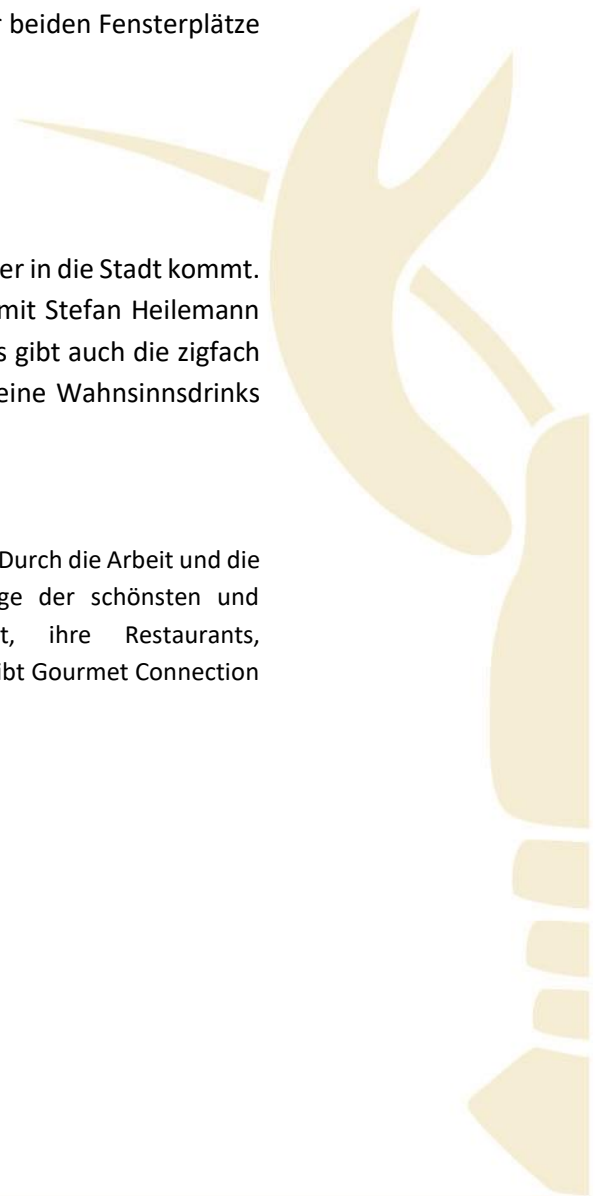 r beiden Fensterplätze
er in die Stadt kommt.
mit Stefan Heilemann
s gibt auch die zigfach
eine Wahnsinnsdrinks
Durch die Arbeit und die
ge der schönsten und
t, ihre Restaurants,
ibt Gourmet Connection